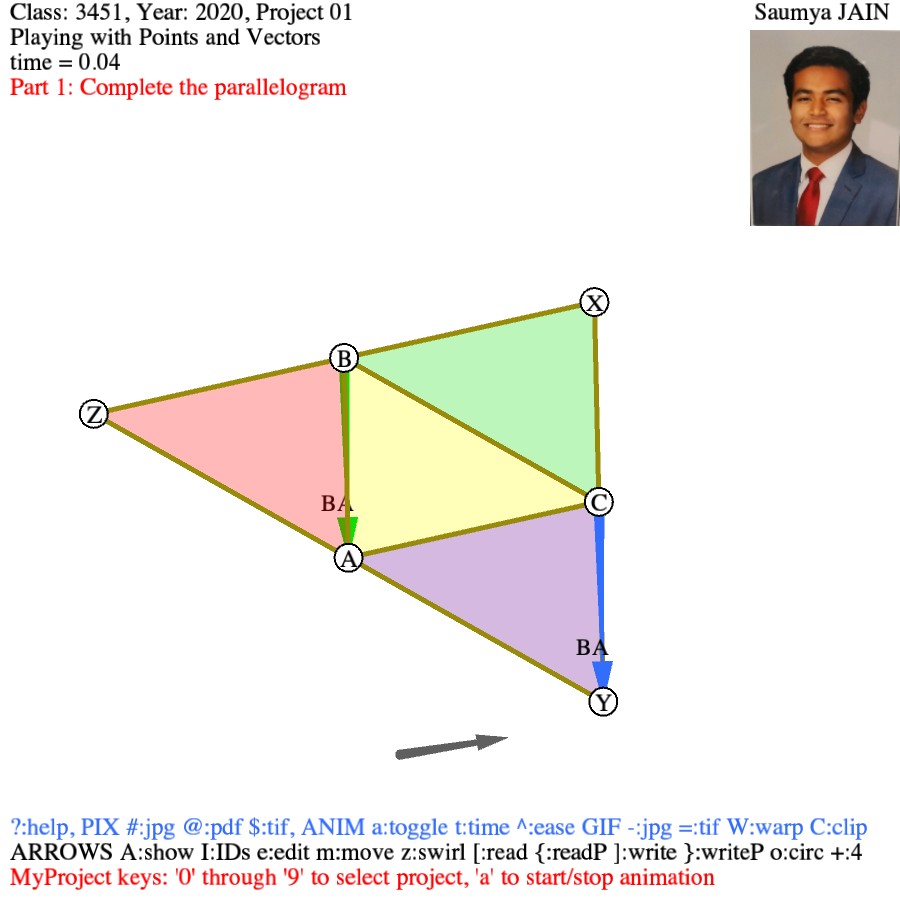 Class: 3451, Year: 2020, Project 01
Saumya JAIN
Playing with Points and Vectors
time = 0.04
Part 1: Complete the parallelogram
X
B
Z
BA
C
A
BA
Y
?:help, PIX #:jpg @:pdf $:tif, ANIM a:toggle t:time ^:ease GIF -:jpg =:tif W:warp C:clip
ARROWS A:show I:IDs e:edit m:move z:swirl [:read {:readP ]:write }:writeP o:circ +:4
MyProject keys: '0' through '9' to select project, 'a' to start/stop animation